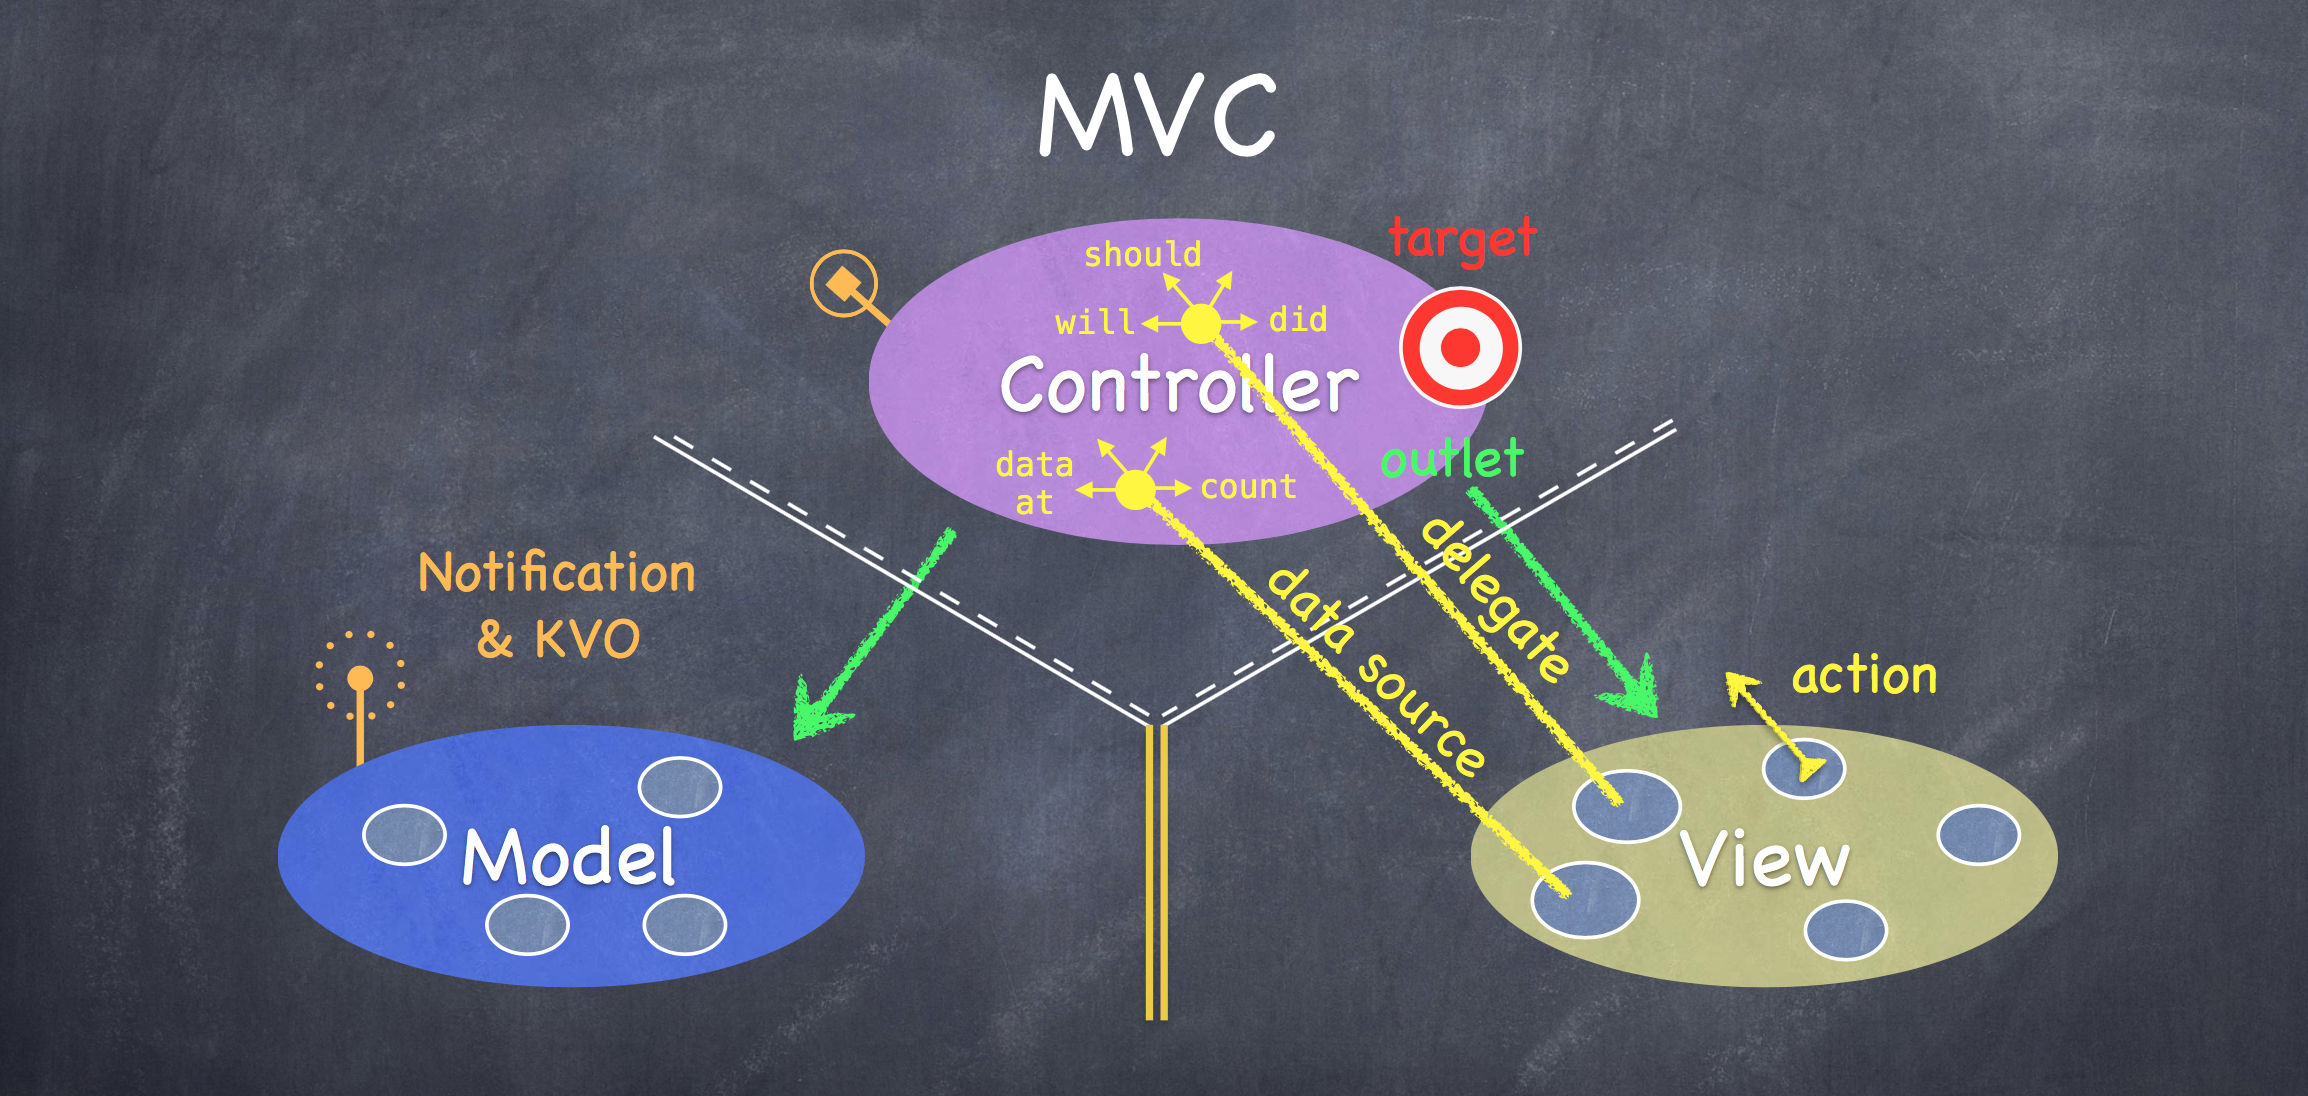 MVC
target
should
will
did
Controller
outlet
data
at
count
delegate
data source
Notification
& KVO
action
Model
View